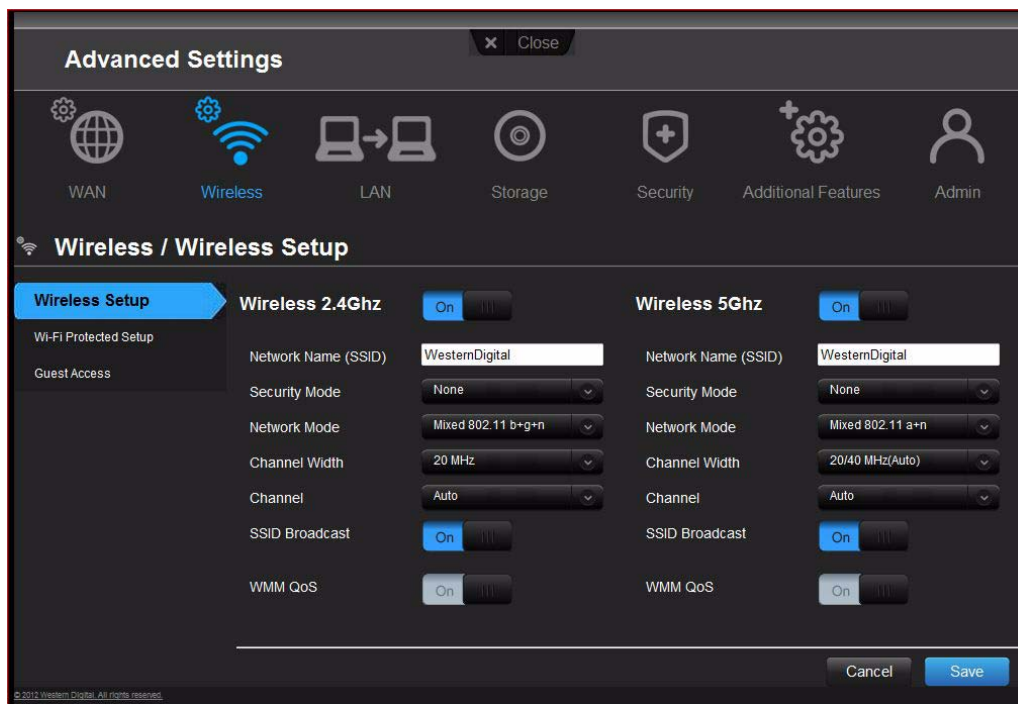 × Close
Advanced Settings
WAN
Wireless
LAN
Storage
Security
Additional Features
Admin
Wireless / Wireless Setup
Wireless Setup
Wi-Fi Protected Setup
Guest Access
Wireless 2.4Ghz
On
Network Name (SSID)
WesternDigital
Security Mode
None
Network Mode
Mixed 802.11 b+g+n
Channel Width
20 MHz
Channel
Auto
SSID Broadcast
On
WMM QoS
On
Wireless 5Ghz
On
Network Name (SSID)
WesternDigital
Security Mode
None
Network Mode
Mixed 802.11 a+n
Channel Width
20/40 MHz(Auto)
Channel
Auto
SSID Broadcast
On
WMM QoS
On
Cancel
Save
© 2012 Western Digital. All rights reserved.